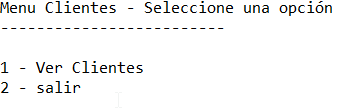 Menu Clientes - Seleccione una opción
-------------------------
1 - Ver Clientes
2 - salir